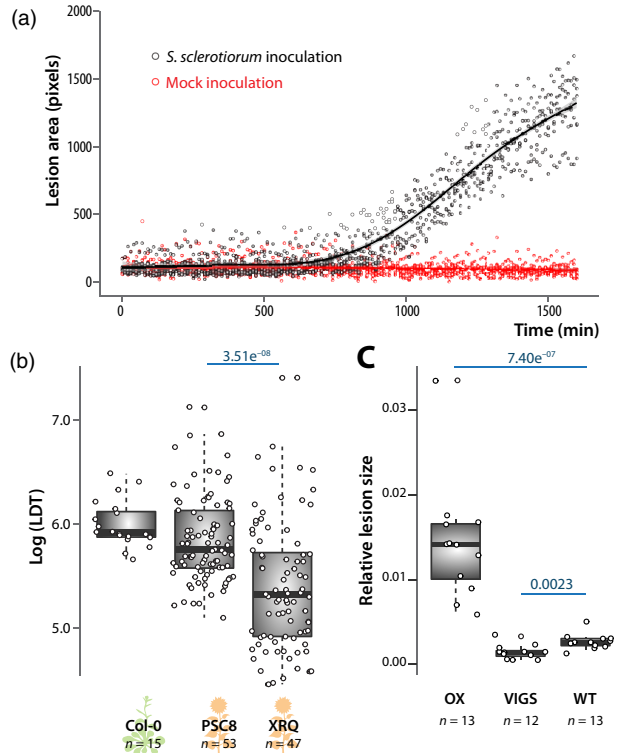 (a)
2000
1500
1000
500
0
Lesion area (pixels)
S. sclerotiorum inoculation
Mock inoculation
0 500 1000 1500
Time (min)
(b)
3.51e⁻⁰⁸
7.0
6.0
5.0
Log (LDT)
Col-0 PSC8 XRQ
n = 15 n = 53 n = 47
C
7.40e⁻⁰⁷
0.03
0.02
0.01
0.00
Relative lesion size
0.0023
OX VIGS WT
n = 13 n = 12 n = 13